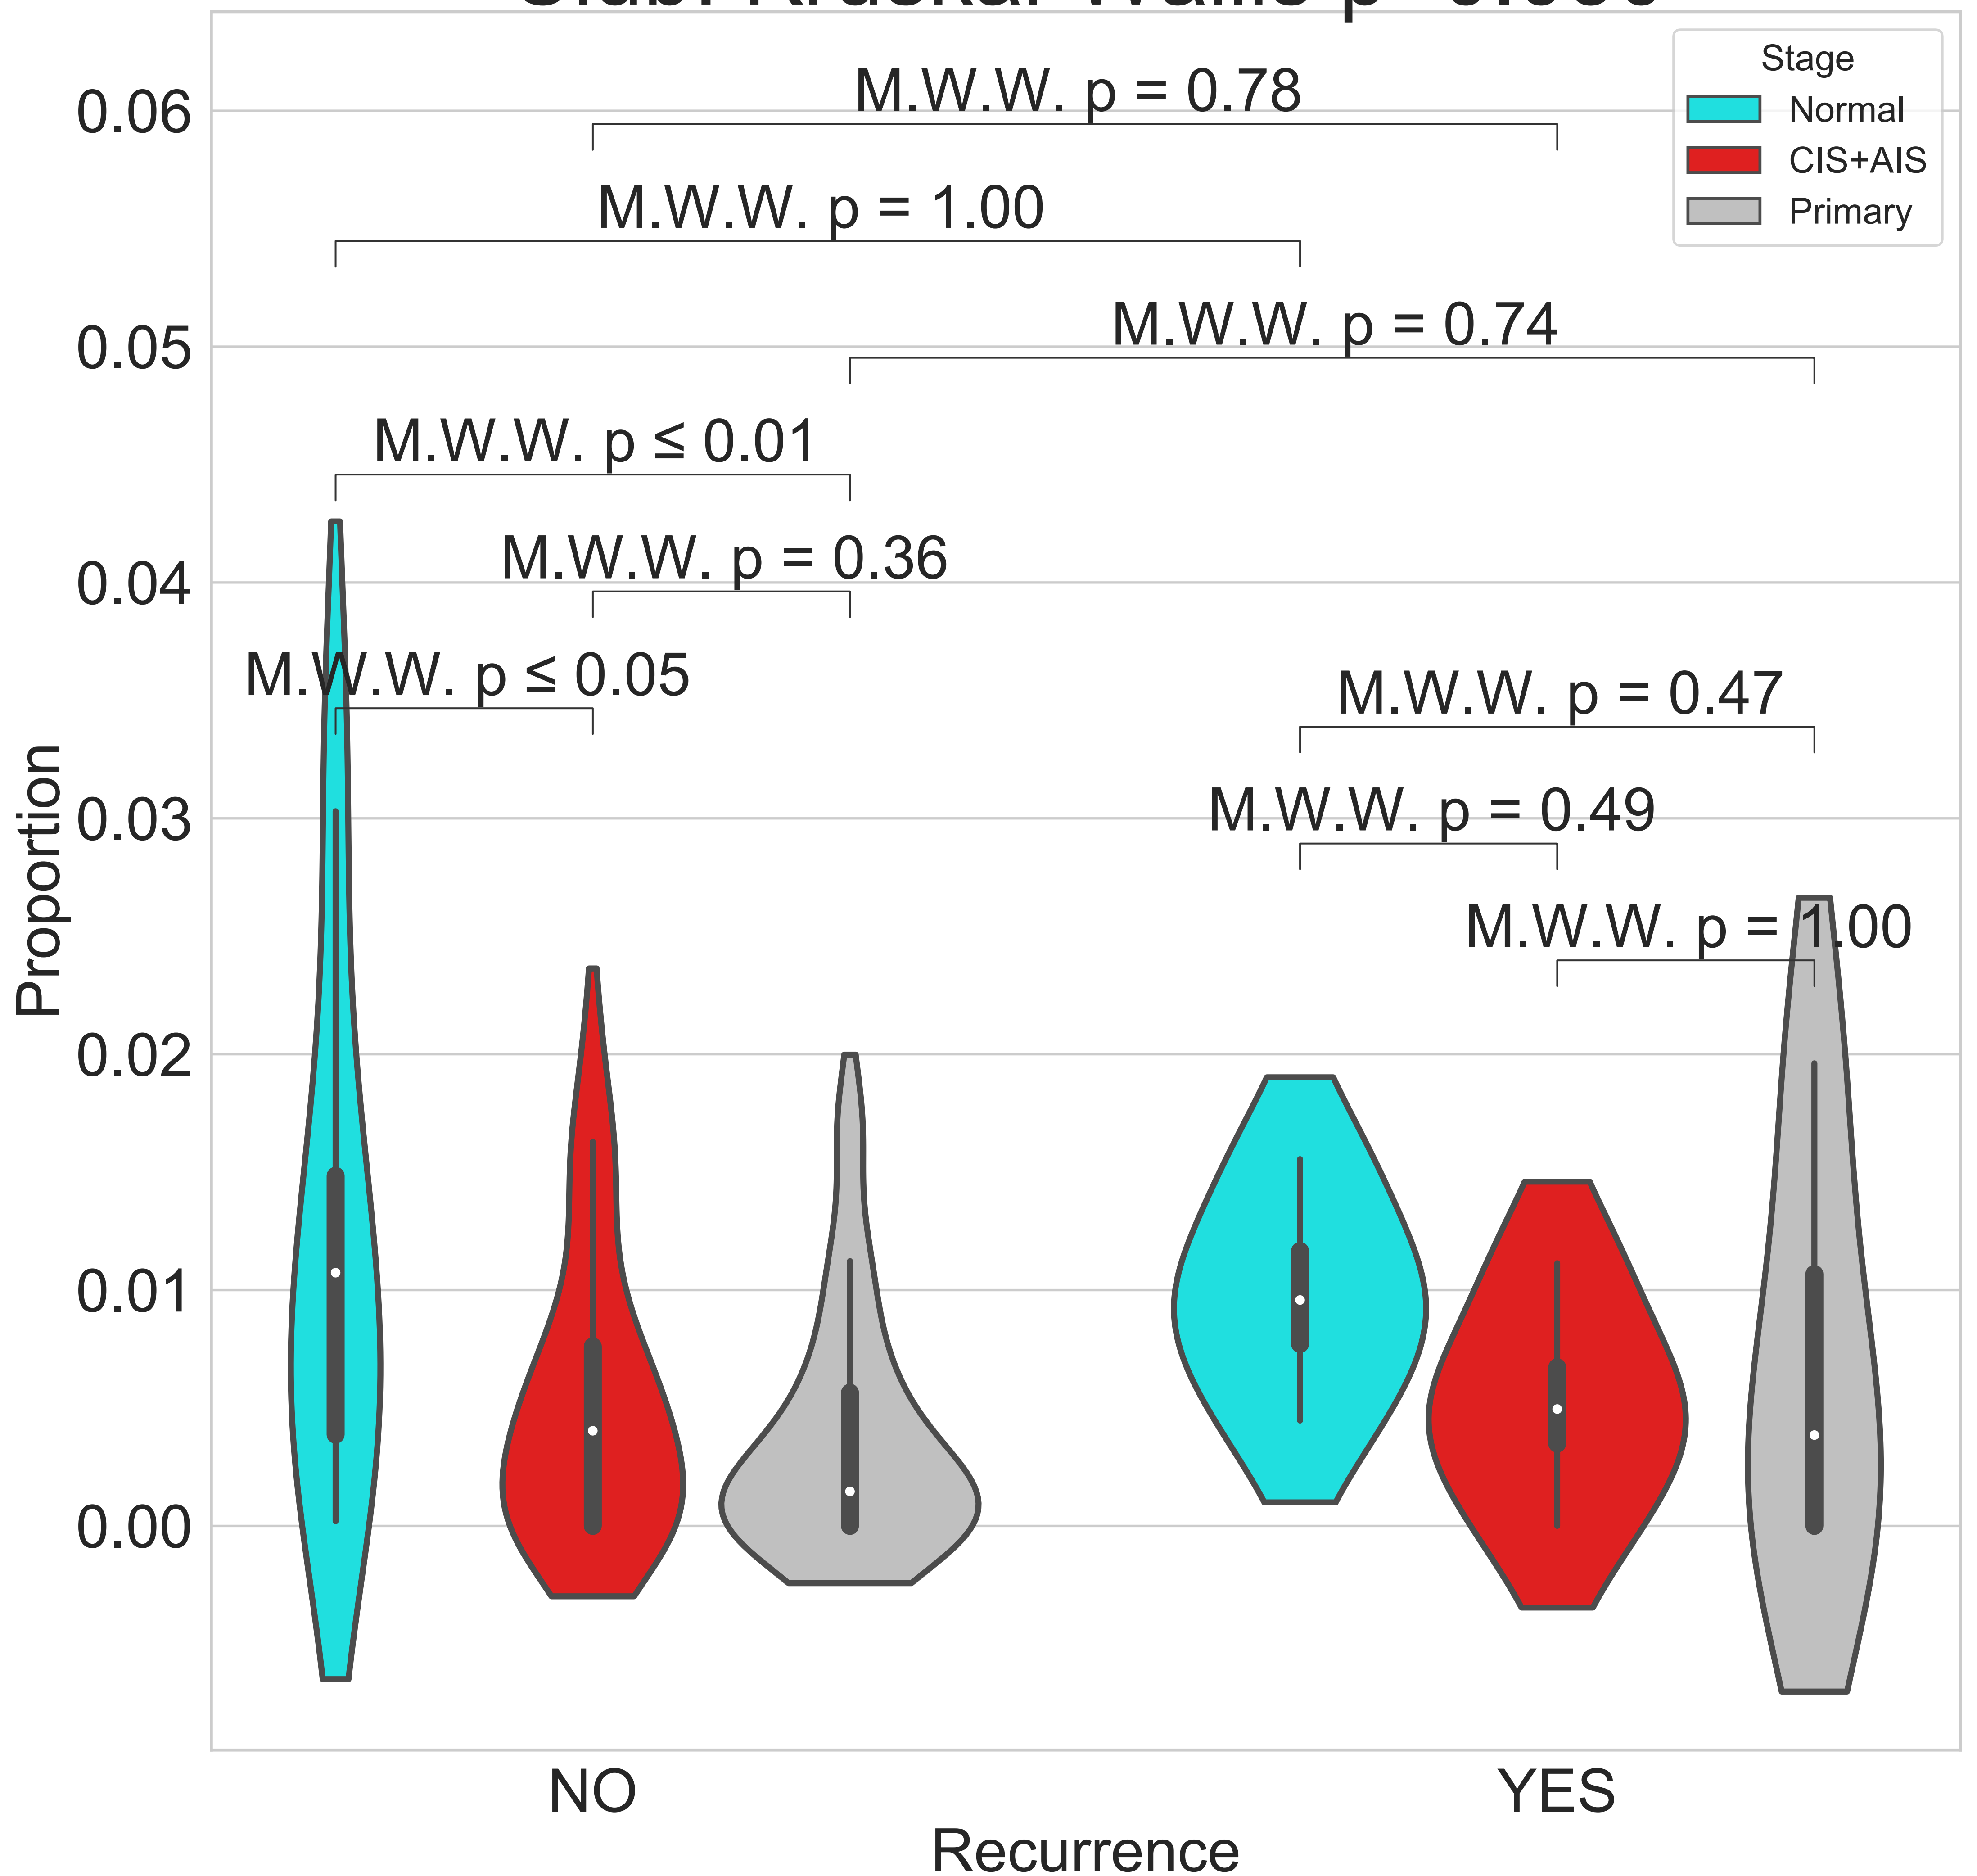 Stage
Normal
CIS+AIS
Primary
M.W.W. p = 0.78
M.W.W. p = 1.00
M.W.W. p = 0.74
M.W.W. p ≤ 0.01
M.W.W. p = 0.36
M.W.W. p ≤ 0.05
M.W.W. p = 0.47
M.W.W. p = 0.49
M.W.W. p = 1.00
0.06
0.05
0.04
0.03
0.02
0.01
0.00
Proportion
NO
YES
Recurrence